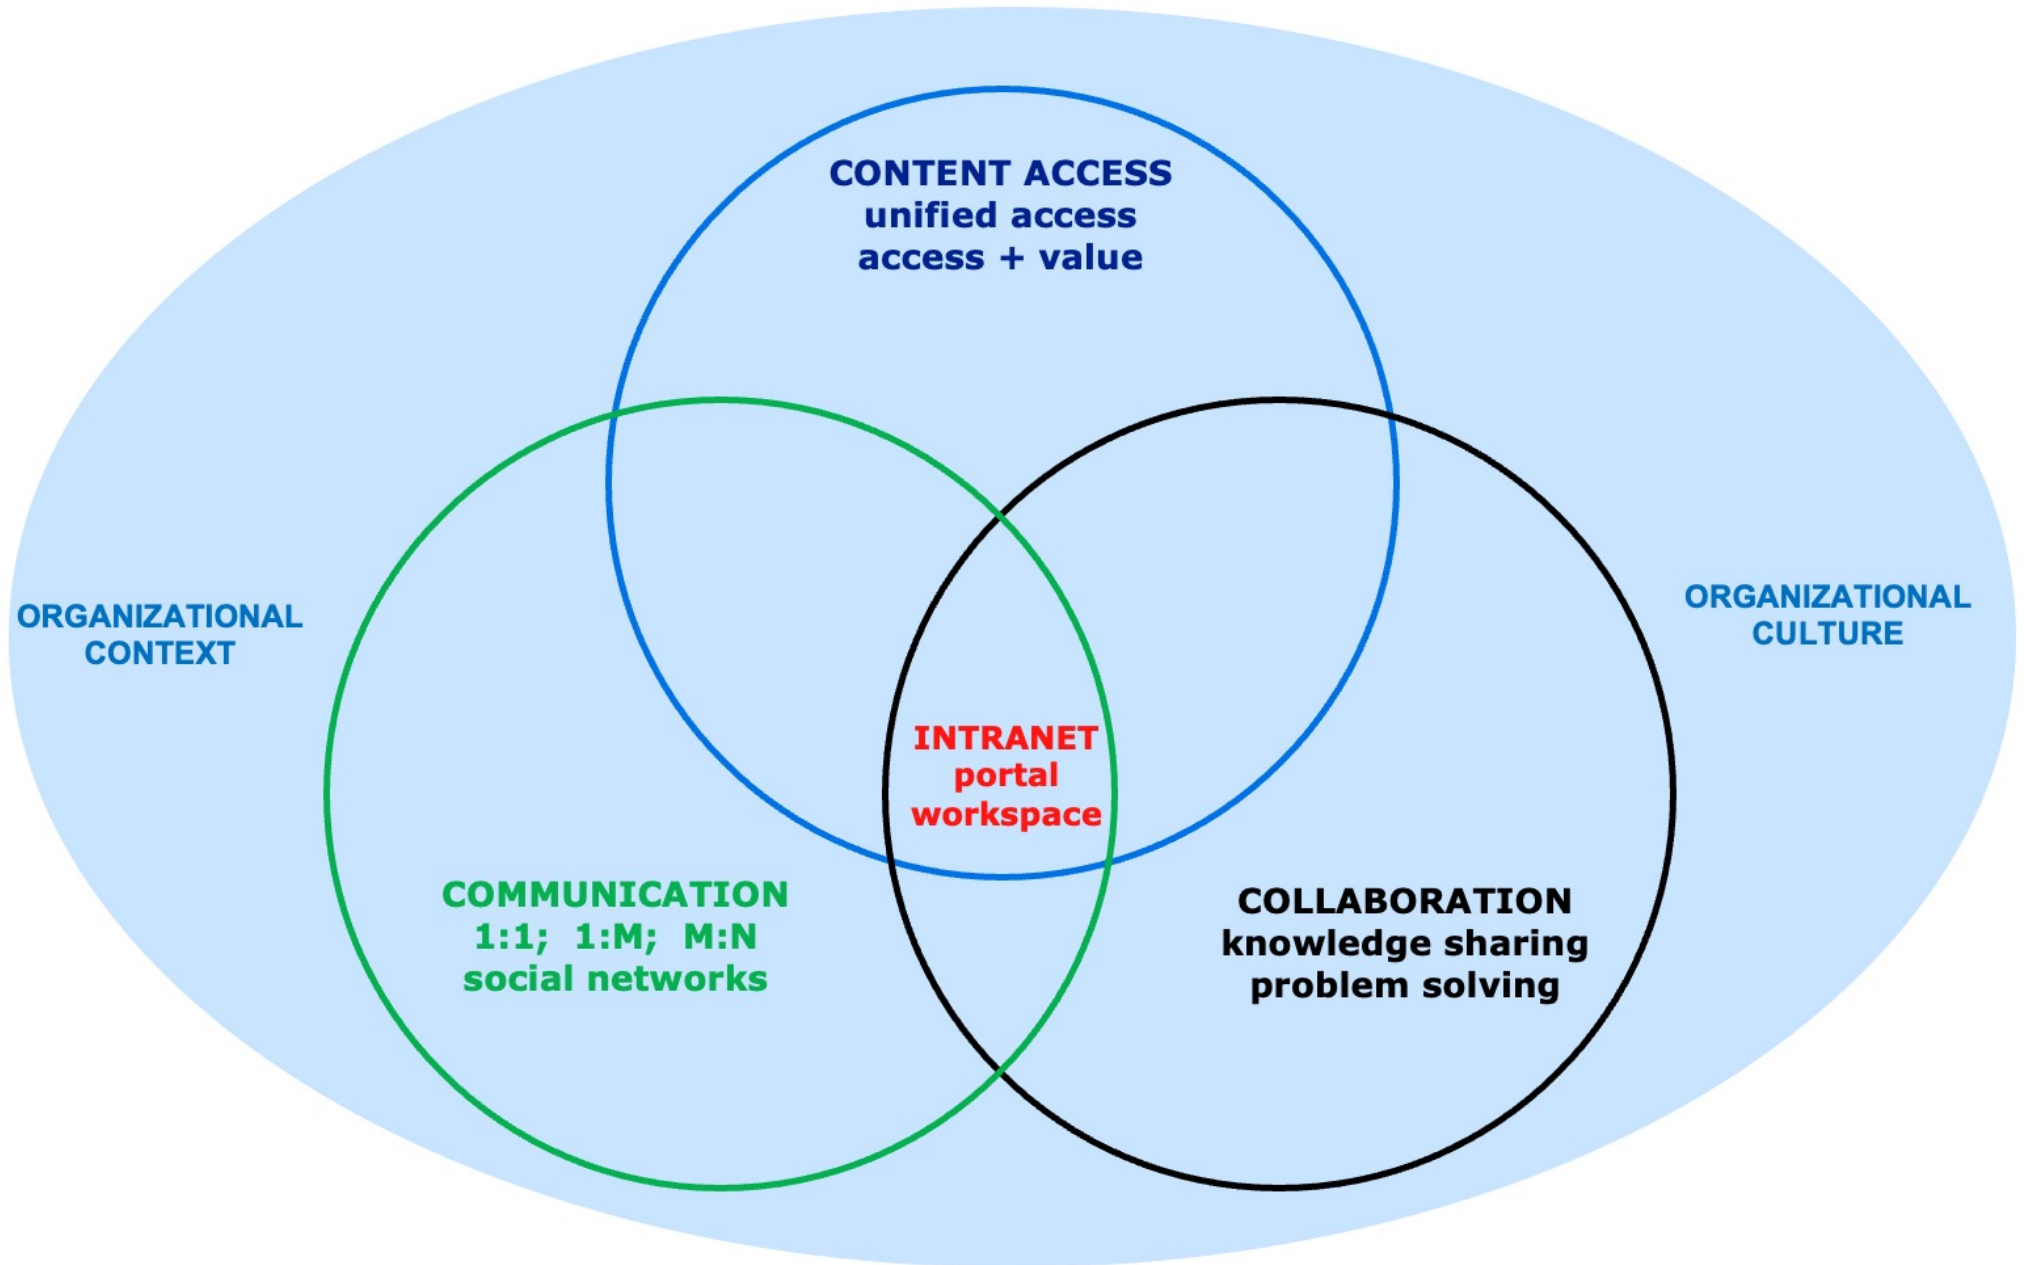 CONTENT ACCESS
unified access
access + value
ORGANIZATIONAL
CONTEXT
ORGANIZATIONAL
CULTURE
INTRANET
portal
workspace
COMMUNICATION
1:1;  1:M;  M:N
social networks
COLLABORATION
knowledge sharing
problem solving